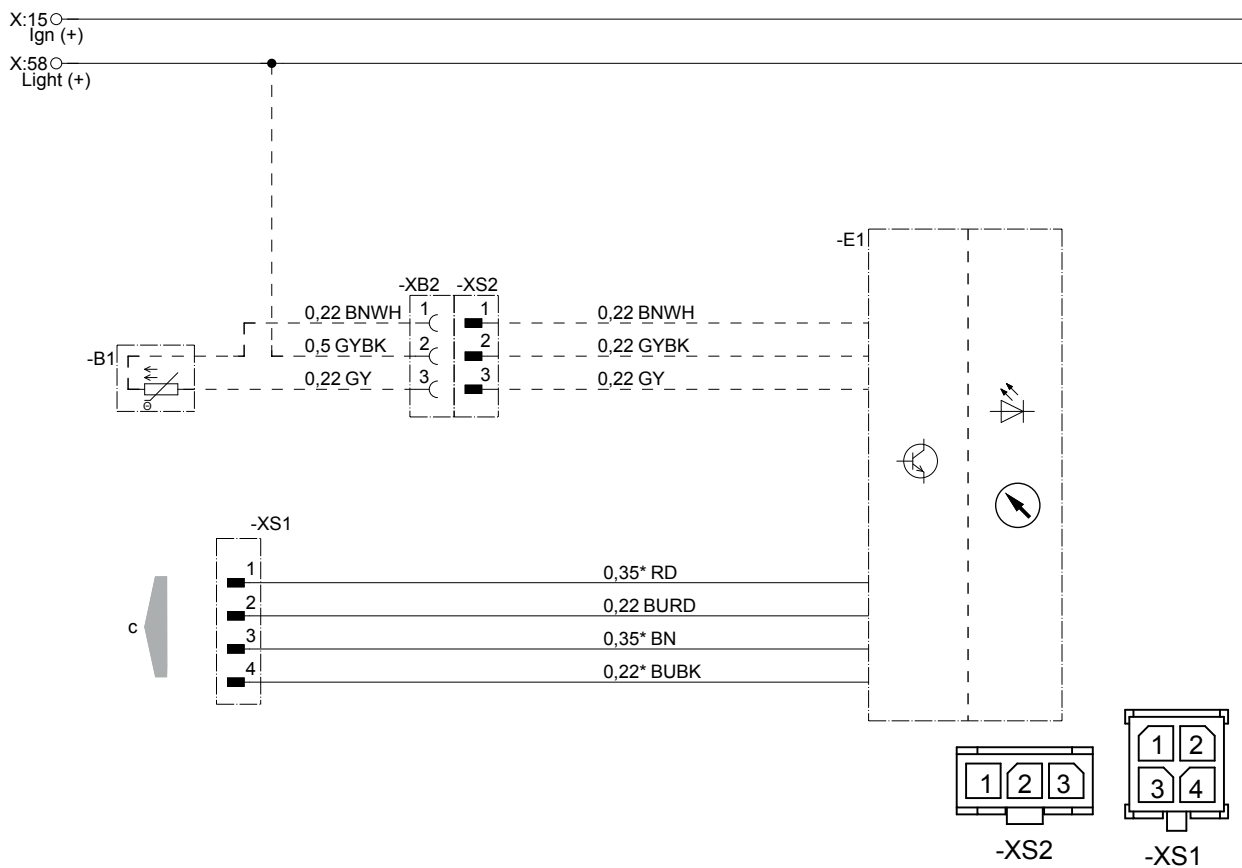 X:15
Ign (+)
X:58
Light (+)
-E1
-XB2 -XS2
0,22 BNWH 1 1 0,22 BNWH
-B1 0,5 GYBK 2 2 0,22 GYBK
0,22 GY 3 3 0,22 GY
-XS1
1 0,35* RD
2 0,22 BURD
c 3 0,35* BN
4 0,22* BUBK
1 2 3
-XS2
1 2
3 4
-XS1